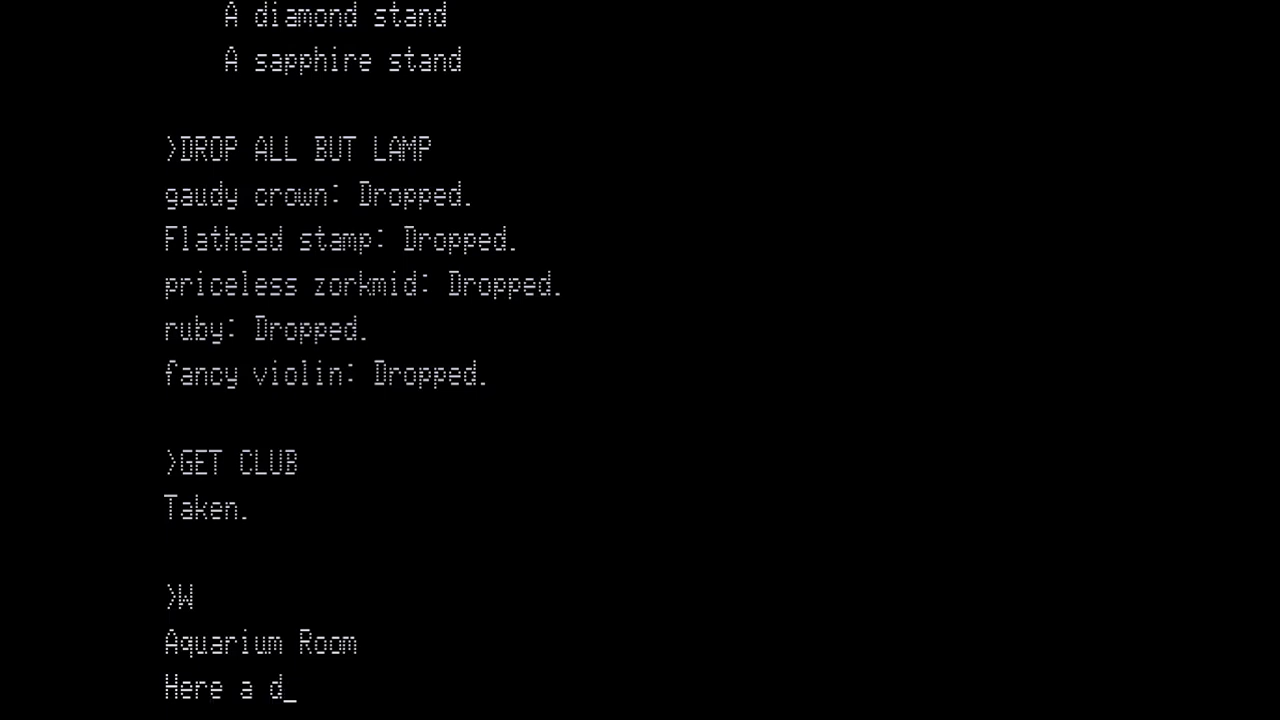 A diamond stand
A sapphire stand
>DROP ALL BUT LAMP
gaudy crown: Dropped.
Flathead stamp: Dropped.
priceless zorkmid: Dropped.
ruby: Dropped.
fancy violin: Dropped.
>GET CLUB
Taken.
>W
Aquarium Room
Here a d_